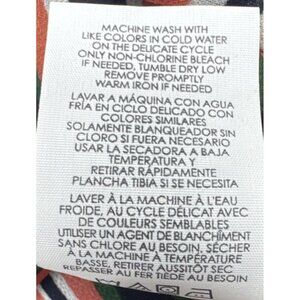 MACHINE WASH WITH
LIKE COLORS IN COLD WATER
ON THE DELICATE CYCLE
ONLY NON-CHLORINE BLEACH
IF NEEDED, TUMBLE DRY LOW
REMOVE PROMPTLY
WARM IRON IF NEEDED
LAVAR A MÁQUINA CON AGUA
FRÍA EN CICLO DELICADO CON
COLORES SIMILARES
SOLAMENTE BLANQUEADOR SIN
CLORO SI FUERA NECESARIO
USAR LA SECADORA A BAJA
TEMPERATURA Y
RETIRAR RÁPIDAMENTE
PLANCHA TIBIA SI SE NECESITA
LAVER À LA MACHINE À L'EAU
FROIDE, AU CYCLE DÉLICAT AVEC
DE COULEURS SEMBLABLES
UTILISER UN AGENT DE BLANCHÎMENT
SANS CHLORE AU BESOIN, SÉCHER
À LA MACHINE À TEMPÉRATURE
BASSE, RETIRER AUSSITÔT SEC
REPASSER AU FER TIÈDE AU BESOIN